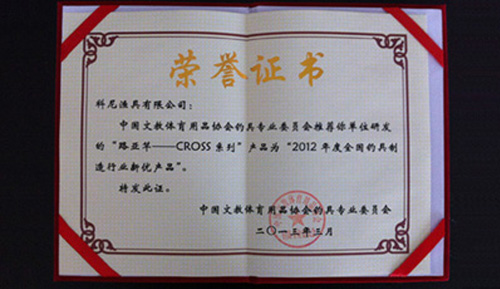 荣誉证书
科尼渔具有限公司：
中国文教体育用品协会钓具专业委员会推荐你单位研发
的“路亚竿——CROSS系列”产品为“2012年度全国钓具制
造行业新优产品”。
特发此证。
中国文教体育用品协会钓具专业委员会
二〇一三年三月